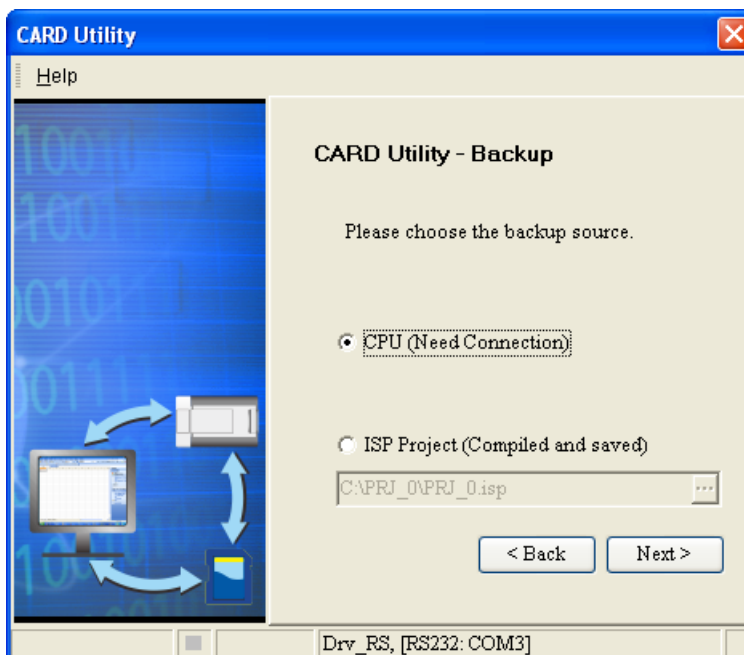 CARD Utility
Help
CARD Utility - Backup
Please choose the backup source.
CPU (Need Connection)
ISP Project (Compiled and saved)
C:\PRJ_0\PRJ_0.isp
...
< Back
Next >
Drv_RS, [RS232: COM3]